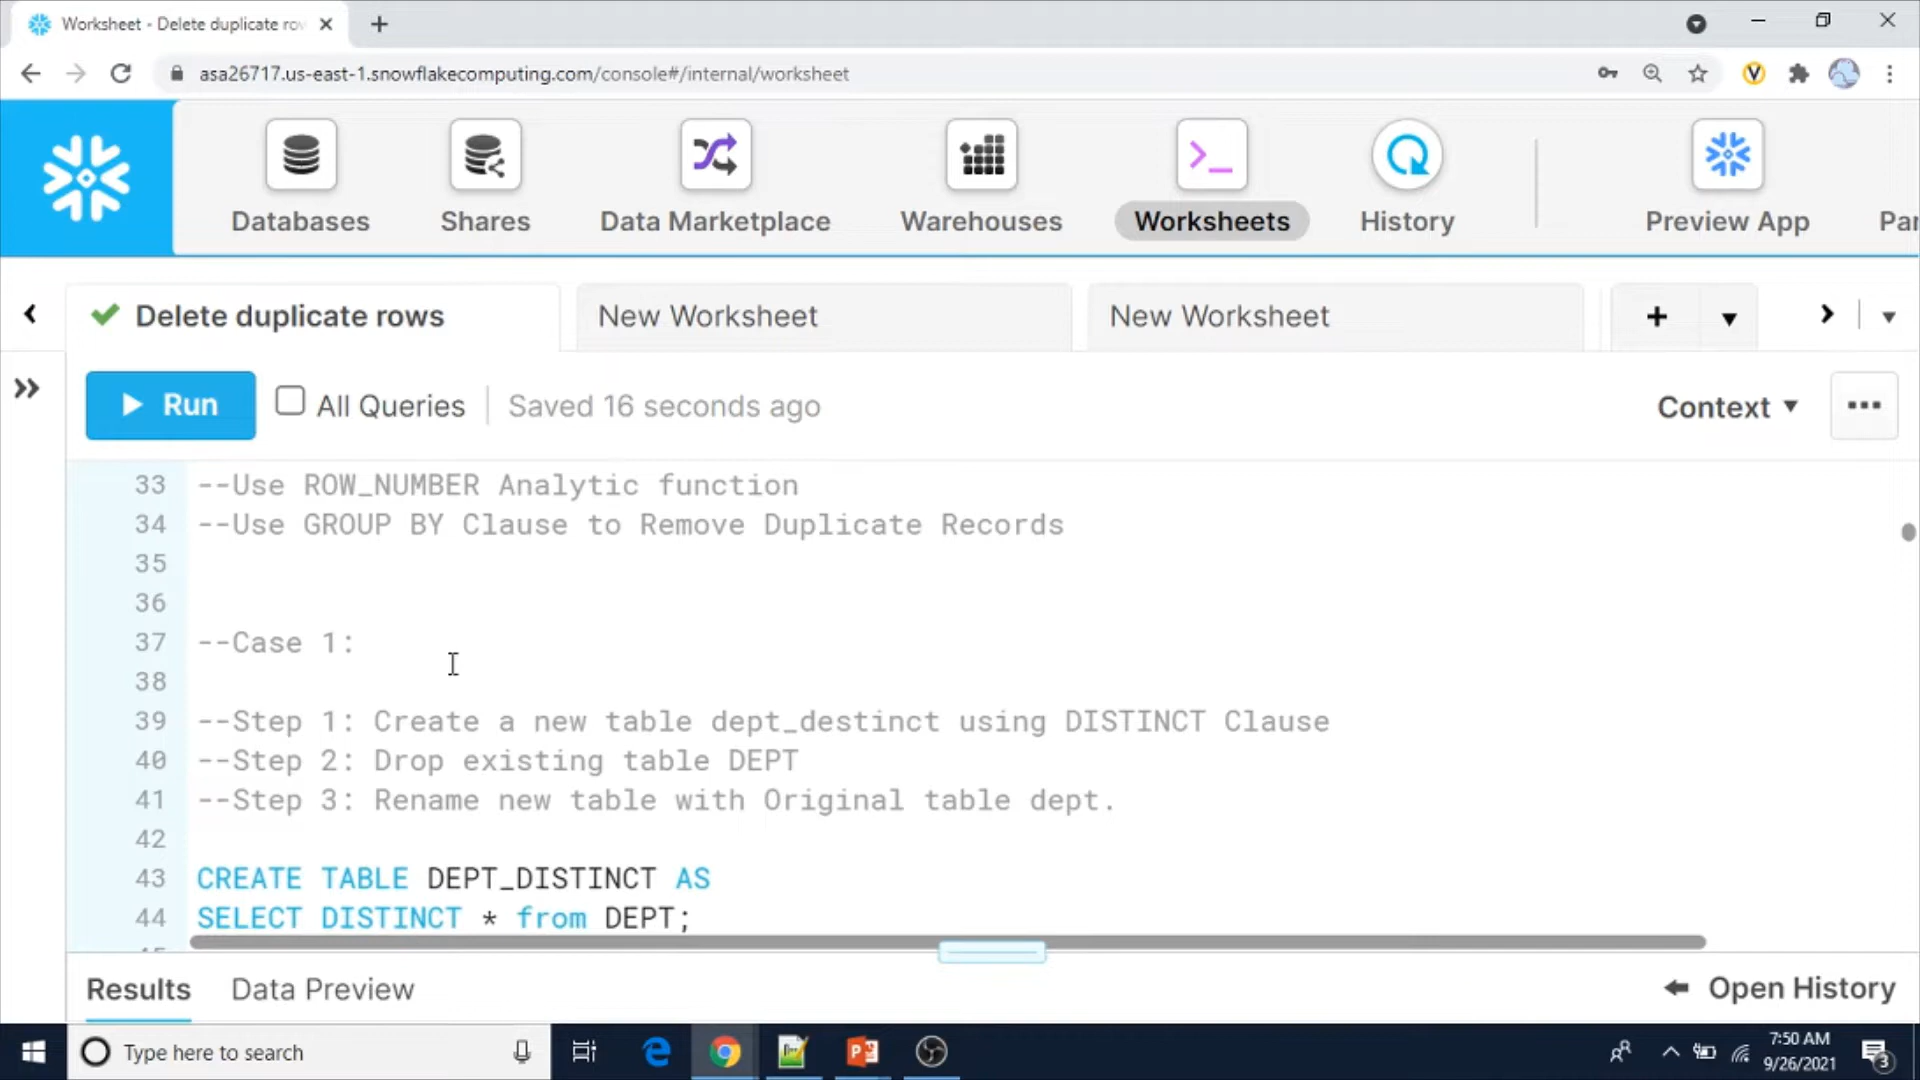 Worksheet - Delete duplicate row
asa26717.us-east-1.snowflakecomputing.com/console#/internal/worksheet
Databases
Shares
Data Marketplace
Warehouses
Worksheets
History
Preview App
Par
Delete duplicate rows
New Worksheet
New Worksheet
Run
All Queries
Saved 16 seconds ago
Context
33 --Use ROW_NUMBER Analytic function
34 --Use GROUP BY Clause to Remove Duplicate Records
35
36
37 --Case 1:
38
39 --Step 1: Create a new table dept_destinct using DISTINCT Clause
40 --Step 2: Drop existing table DEPT
41 --Step 3: Rename new table with Original table dept.
42
43 CREATE TABLE DEPT_DISTINCT AS
44 SELECT DISTINCT * from DEPT;
Results
Data Preview
Open History
Type here to search
7:50 AM
9/26/2021
3